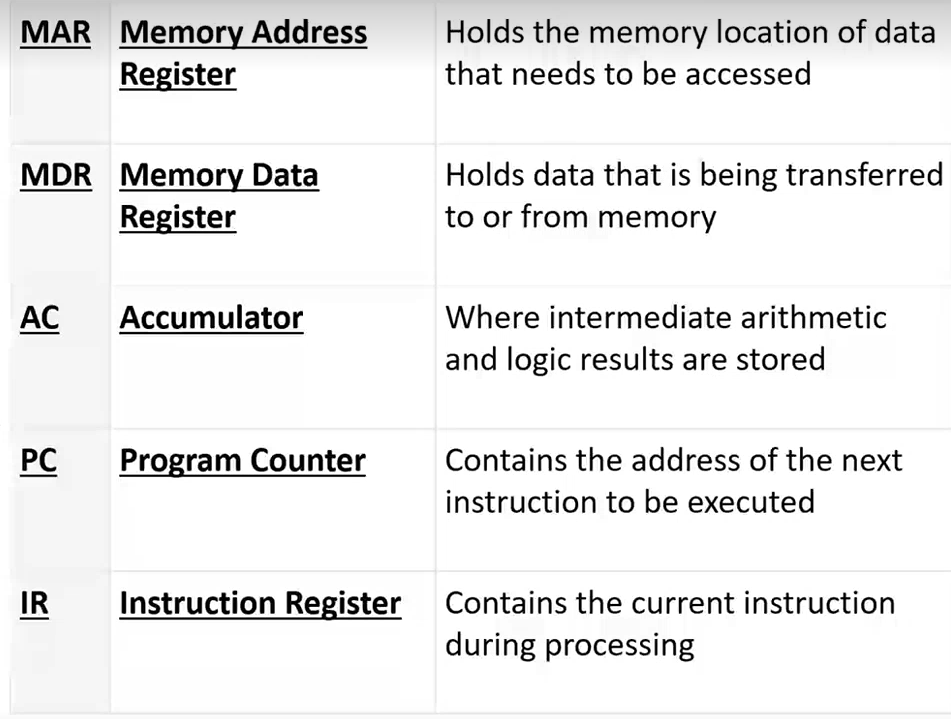 MAR Memory Address Holds the memory location of data
Register that needs to be accessed
MDR Memory Data Holds data that is being transferred
Register to or from memory
AC Accumulator Where intermediate arithmetic
and logic results are stored
PC Program Counter Contains the address of the next
instruction to be executed
IR Instruction Register Contains the current instruction
during processing